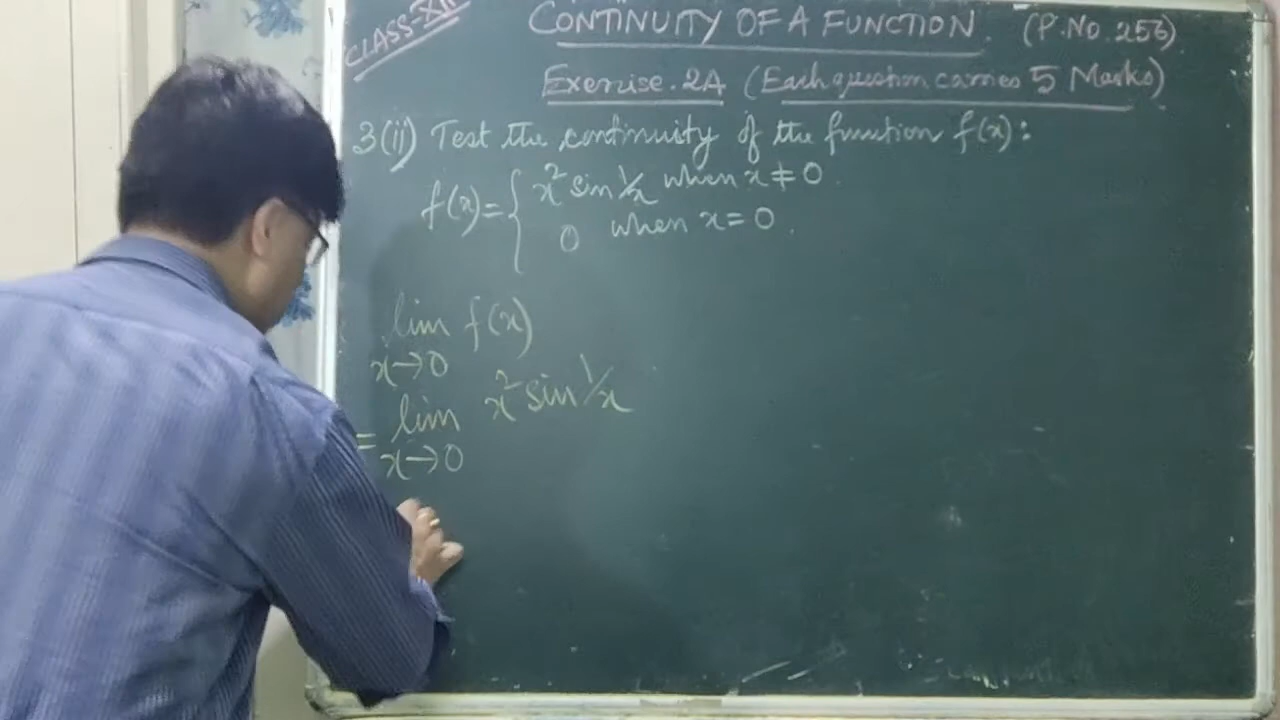 CLASS-XII
CONTINUITY OF A FUNCTION. (P.No.256)
Exercise.2A (Each question carries 5 Marks)
3(ii) Test the continuity of the function f(x):
f(x)= { x² sin 1/x when x ≠ 0.
0 when x = 0.
lim f(x)
x→0
= lim x² sin 1/x
x→0